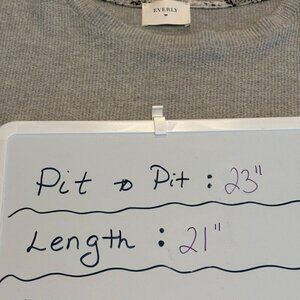 EVERLY
Pit to Pit : 23"
Length : 21"